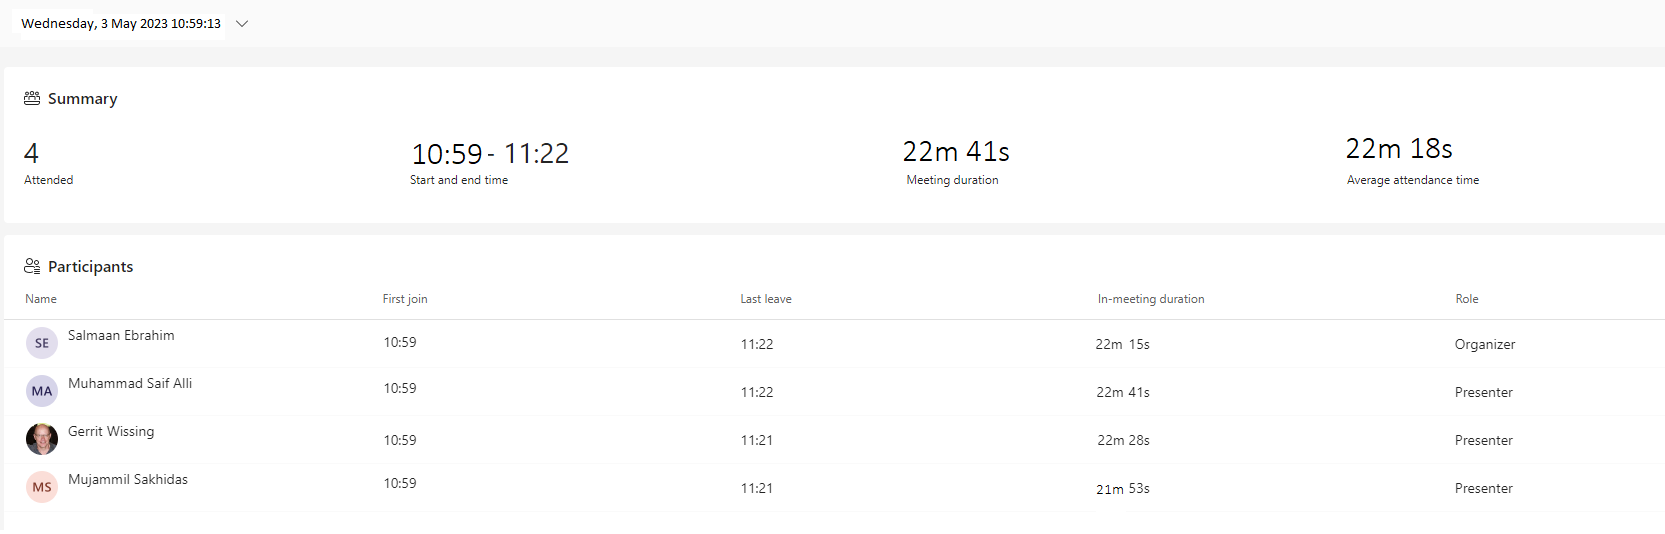 Wednesday, 3 May 2023 10:59:13
Summary
4 10:59 - 11:22 22m 41s 22m 18s
Attended Start and end time Meeting duration Average attendance time
Participants
Name First join Last leave In-meeting duration Role
SE Salmaan Ebrahim 10:59 11:22 22m 15s Organizer
MA Muhammad Saif Alli 10:59 11:22 22m 41s Presenter
Gerrit Wissing 10:59 11:21 22m 28s Presenter
MS Mujammil Sakhidas 10:59 11:21 21m 53s Presenter